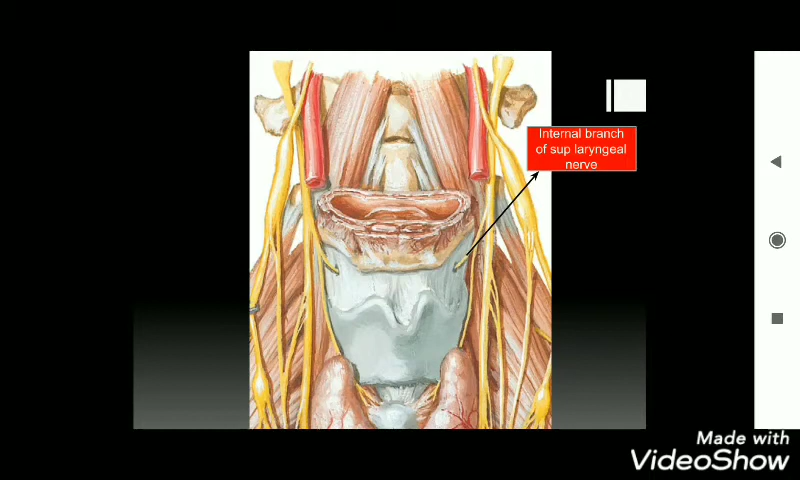 Internal branch
of sup laryngeal
nerve
Made with
VideoShow